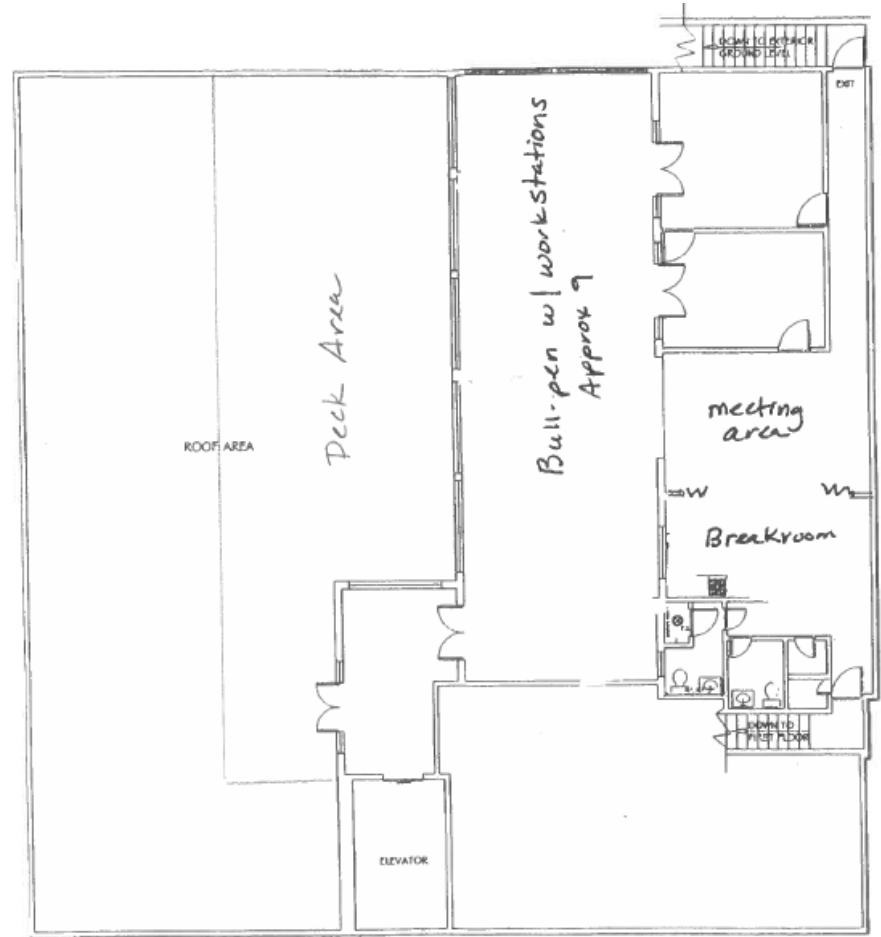 DOWN TO EXTERIOR
GROUND LEVEL
EXIT
Bull-pen w/ workstations
Approx 9
Deck Area
ROOF AREA
meeting
area
Breakroom
DOWN TO
FIRST FLOOR
ELEVATOR